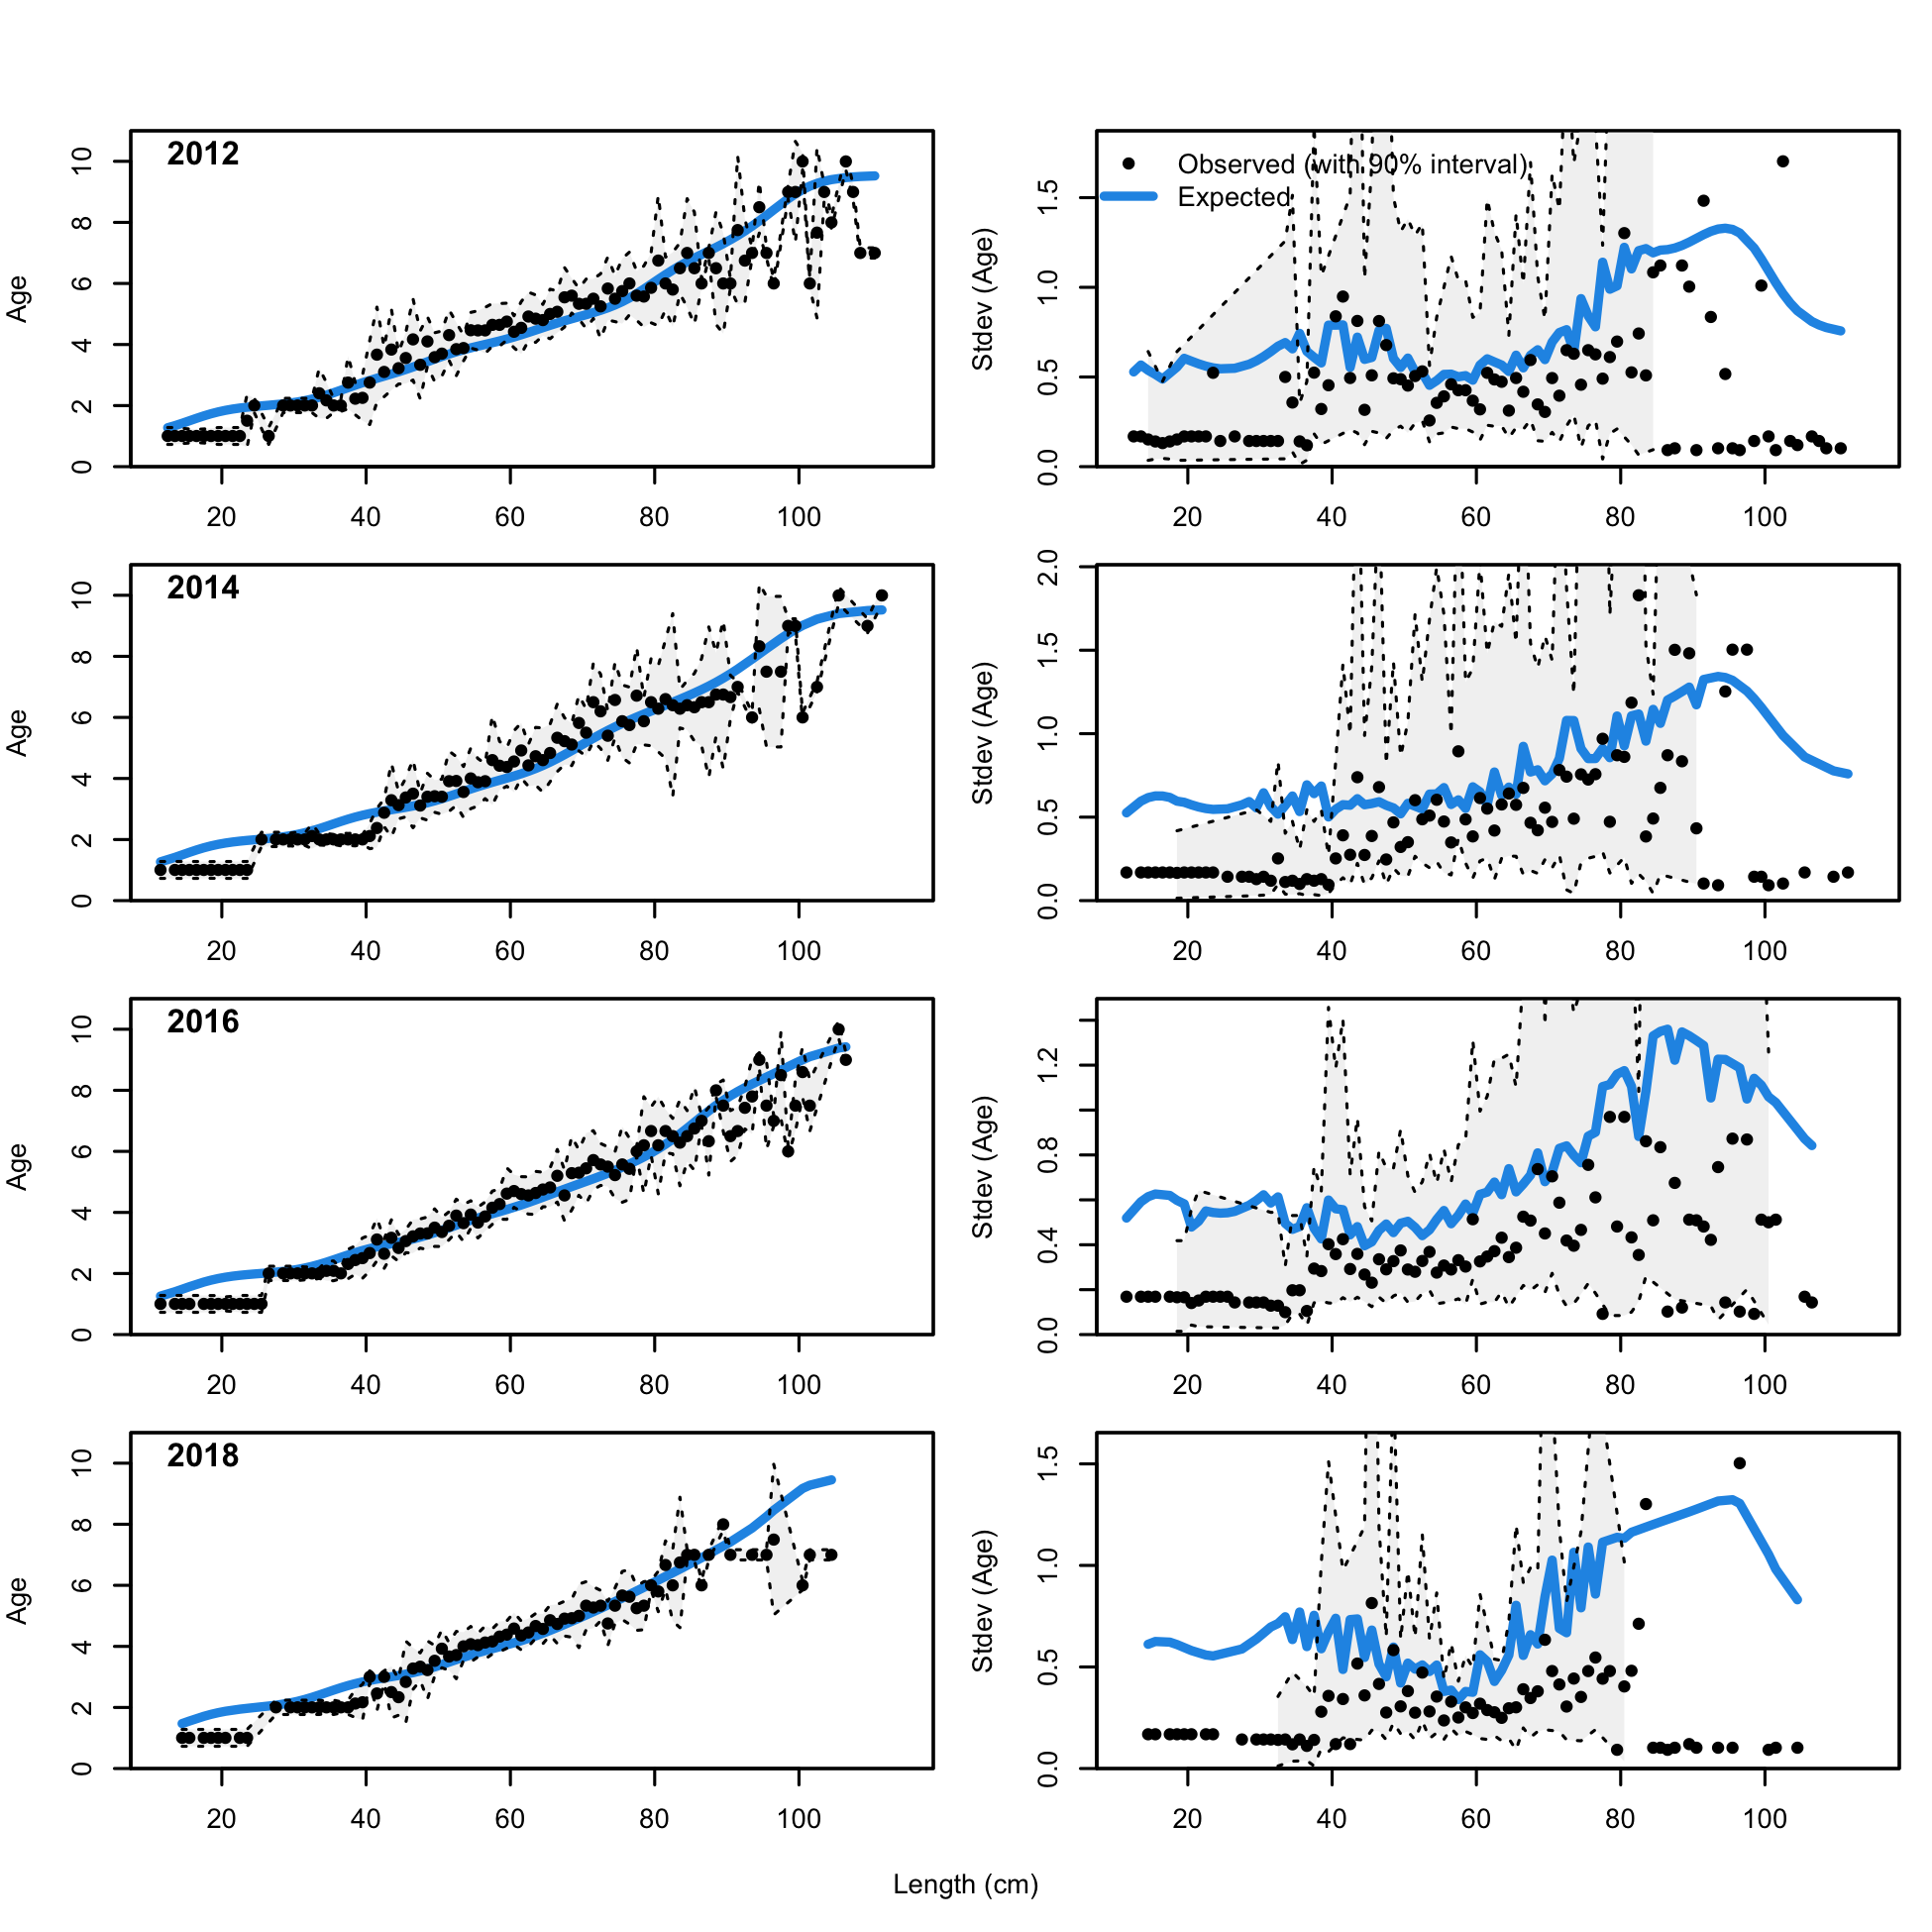 2012
Age
0 2 4 6 8 10
20 40 60 80 100
Observed (with 90% interval)
Expected
Stdev (Age)
0.0 0.5 1.0 1.5
20 40 60 80 100
2014
Age
0 2 4 6 8 10
20 40 60 80 100
Stdev (Age)
0.0 0.5 1.0 1.5 2.0
20 40 60 80 100
2016
Age
0 2 4 6 8 10
20 40 60 80 100
Stdev (Age)
0.0 0.4 0.8 1.2
20 40 60 80 100
2018
Age
0 2 4 6 8 10
20 40 60 80 100
Stdev (Age)
0.0 0.5 1.0 1.5
20 40 60 80 100
Length (cm)